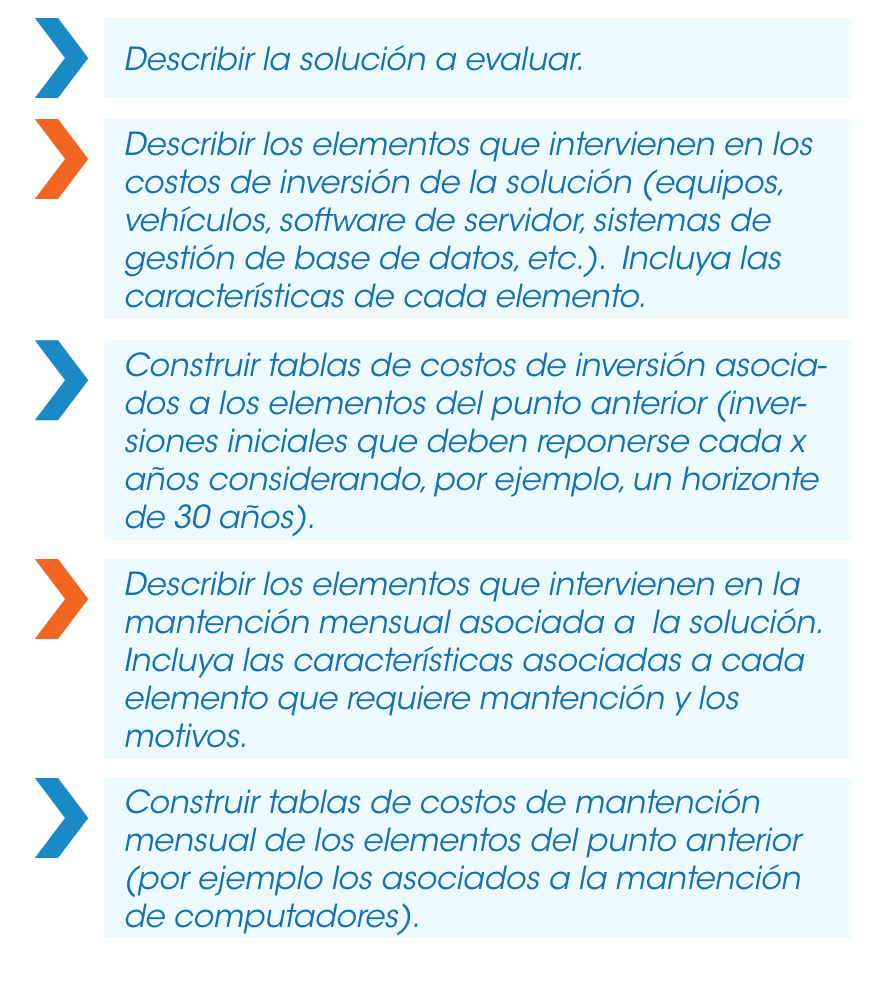 Describir la solución a evaluar.
Describir los elementos que intervienen en los
costos de inversión de la solución (equipos,
vehículos, software de servidor, sistemas de
gestión de base de datos, etc.).  Incluya las
características de cada elemento.
Construir tablas de costos de inversión asocia-
dos a los elementos del punto anterior (inver-
siones iniciales que deben reponerse cada x
años considerando, por ejemplo, un horizonte
de 30 años).
Describir los elementos que intervienen en la
mantención mensual asociada a  la solución.
Incluya las características asociadas a cada
elemento que requiere mantención y los
motivos.
Construir tablas de costos de mantención
mensual de los elementos del punto anterior
(por ejemplo los asociados a la mantención
de computadores).